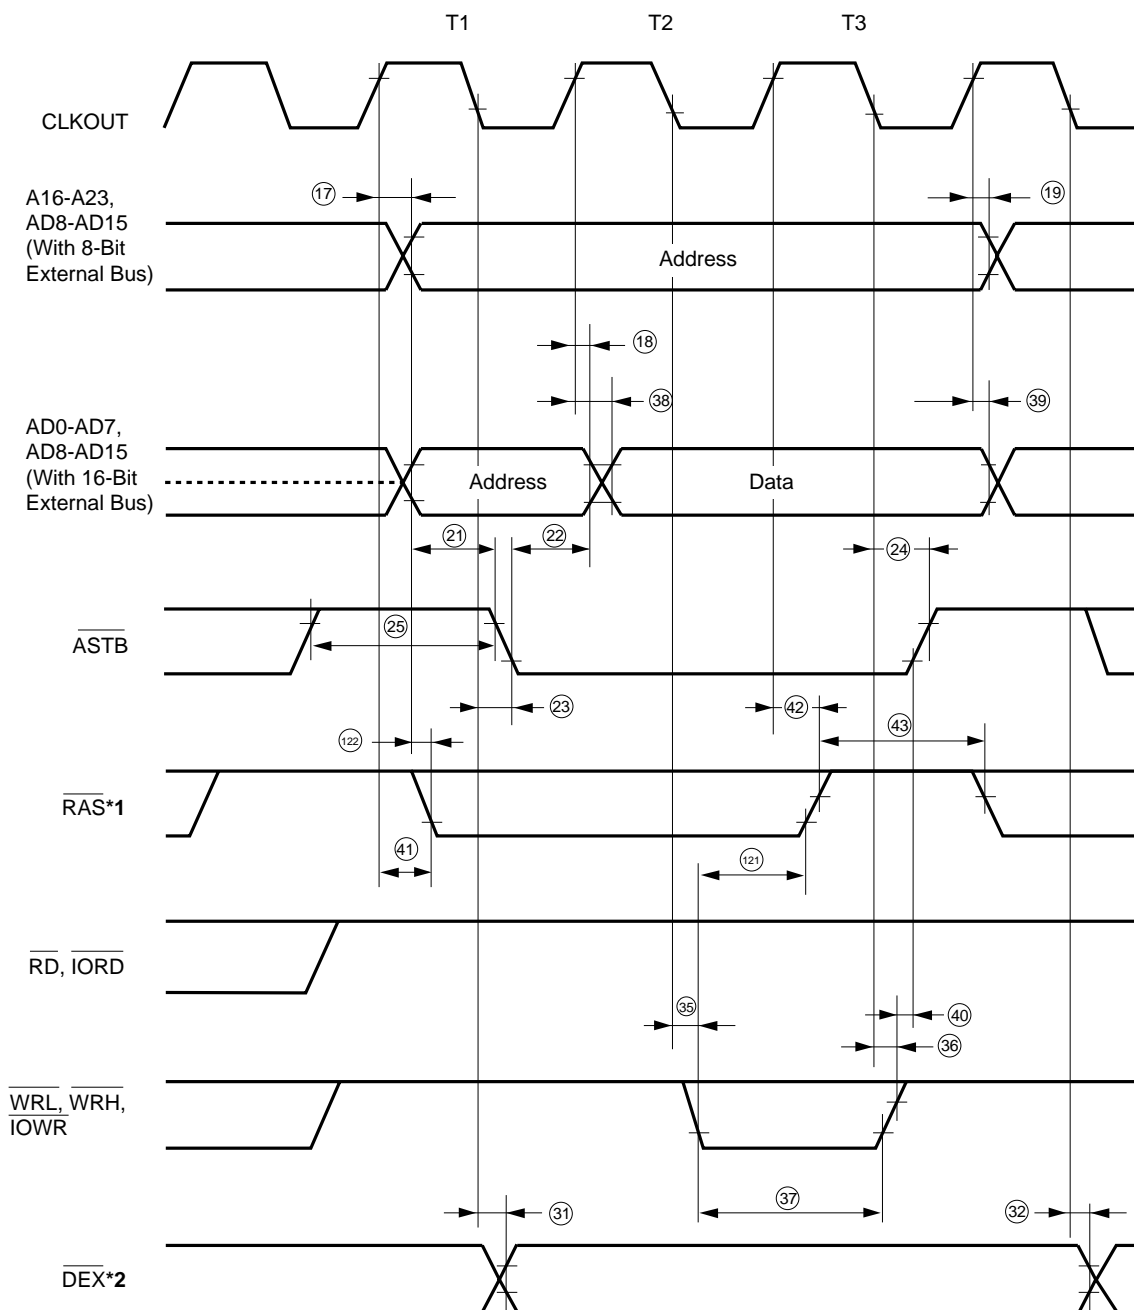 T1 T2 T3
CLKOUT
A16-A23,
AD8-AD15
(With 8-Bit
External Bus)
17
19
Address
18
38
39
AD0-AD7,
AD8-AD15
(With 16-Bit
External Bus)
Address Data
21 22
24
ASTB
25
23
42
43
122
RAS*1
41
121
RD, IORD
35
40
36
WRL, WRH,
IOWR
37
31
32
DEX*2